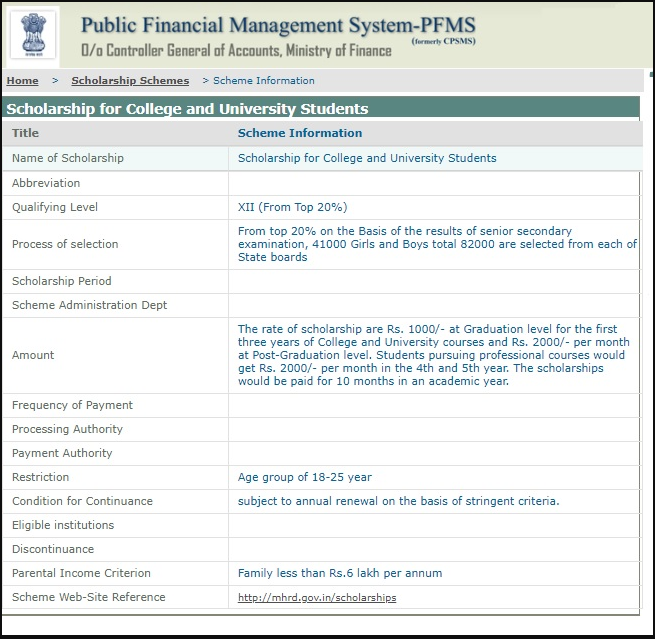 Public Financial Management System-PFMS
(formerly CPSMS)
O/o Controller General of Accounts, Ministry of Finance
Home > Scholarship Schemes > Scheme Information
Scholarship for College and University Students
Title Scheme Information
Name of Scholarship Scholarship for College and University Students
Abbreviation
Qualifying Level XII (From Top 20%)
Process of selection
From top 20% on the Basis of the results of senior secondary
examination, 41000 Girls and Boys total 82000 are selected from each of
State boards
Scholarship Period
Scheme Administration Dept
Amount
The rate of scholarship are Rs. 1000/- at Graduation level for the first
three years of College and University courses and Rs. 2000/- per month
at Post-Graduation level. Students pursuing professional courses would
get Rs. 2000/- per month in the 4th and 5th year. The scholarships
would be paid for 10 months in an academic year.
Frequency of Payment
Processing Authority
Payment Authority
Restriction Age group of 18-25 year
Condition for Continuance subject to annual renewal on the basis of stringent criteria.
Eligible institutions
Discontinuance
Parental Income Criterion Family less than Rs.6 lakh per annum
Scheme Web-Site Reference http://mhrd.gov.in/scholarships